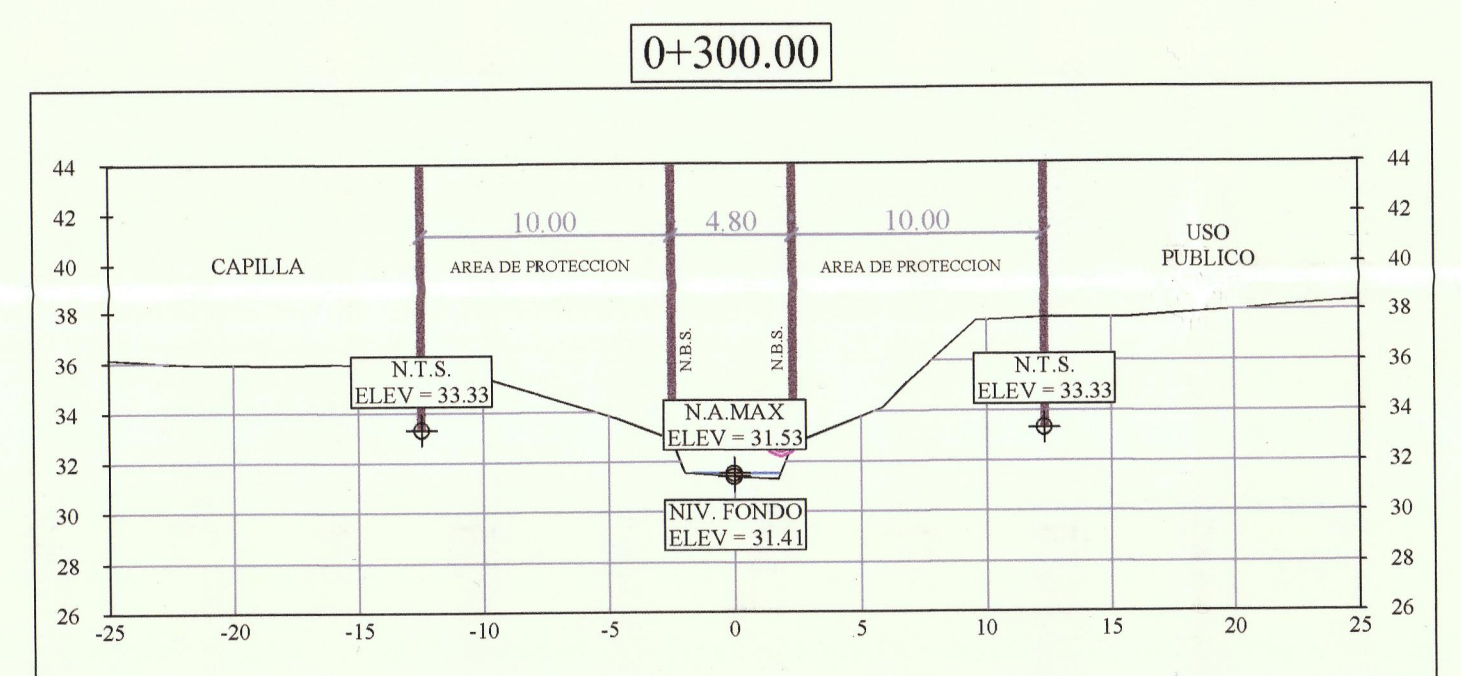 0+300.00
44
42
40
38
36
34
32
30
28
26
44
42
40
38
36
34
32
30
28
26
10.00
4.80
10.00
CAPILLA
AREA DE PROTECCION
N.B.S.
N.B.S.
AREA DE PROTECCION
USO
PUBLICO
N.T.S.
ELEV = 33.33
N.A.MAX
ELEV = 31.53
N.T.S.
ELEV = 33.33
NIV. FONDO
ELEV = 31.41
-25
-20
-15
-10
-5
0
5
10
15
20
25